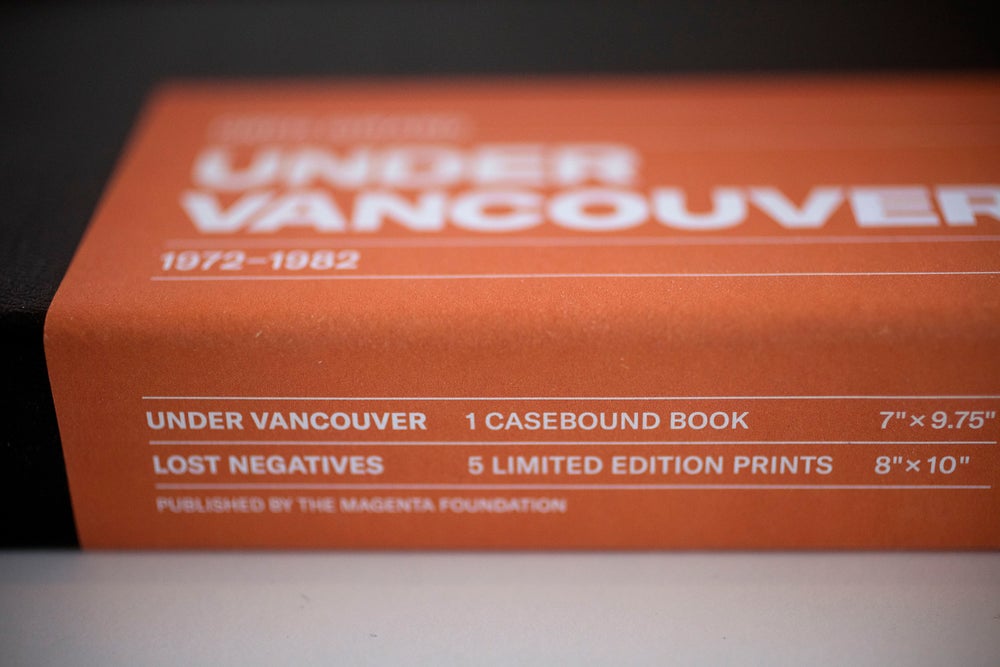 UNDER
VANCOUVER
1972–1982
UNDER VANCOUVER 1 CASEBOUND BOOK 7" × 9.75"
LOST NEGATIVES 5 LIMITED EDITION PRINTS 8" × 10"
PUBLISHED BY THE MAGENTA FOUNDATION